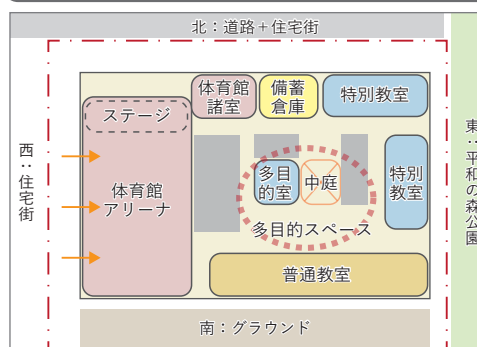 北：道路＋住宅街
体育館
諸室
備蓄
倉庫
特別教室
ステージ
西：住宅街
体育館
アリーナ
多目
的室
中庭
特別
教室
東：平和の森公園
多目的スペース
普通教室
南：グラウンド